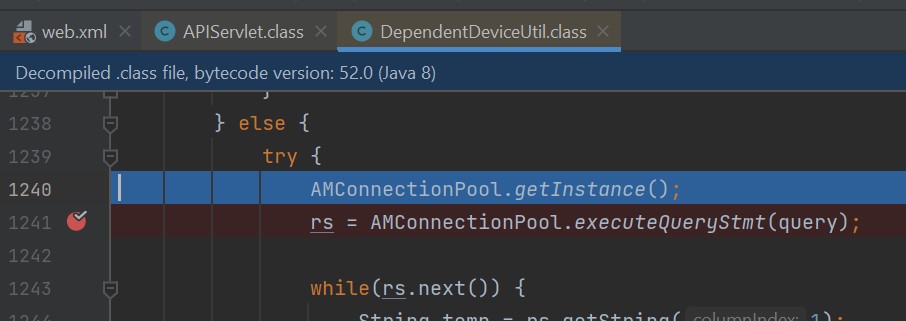 web.xml APIServlet.class DependentDeviceUtil.class
Decompiled .class file, bytecode version: 52.0 (Java 8)
1237 }
1238 } else {
1239 try {
1240 AMConnectionPool.getInstance();
1241 rs = AMConnectionPool.executeQueryStmt(query);
1242
1243 while(rs.next()) {
1244 String temp = rs.getString( columnIndex: 1);